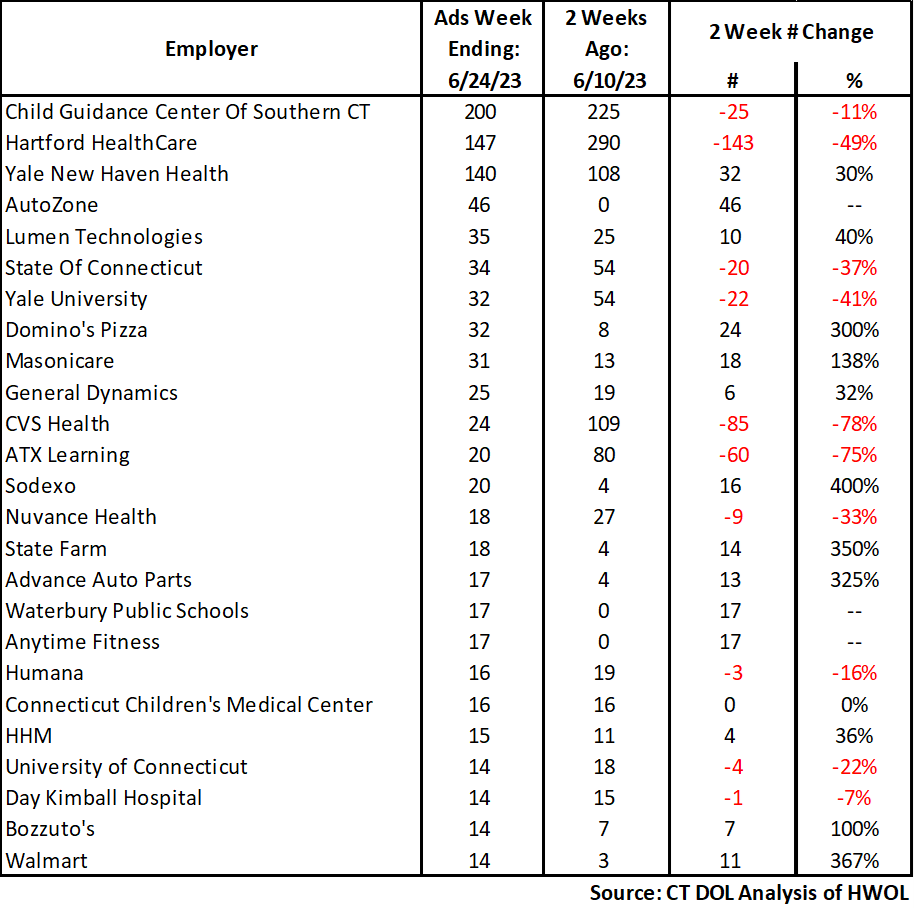 Employer Ads Week Ending: 6/24/23 2 Weeks Ago: 6/10/23 2 Week # Change
# %
Child Guidance Center Of Southern CT 200 225 -25 -11%
Hartford HealthCare 147 290 -143 -49%
Yale New Haven Health 140 108 32 30%
AutoZone 46 0 46 --
Lumen Technologies 35 25 10 40%
State Of Connecticut 34 54 -20 -37%
Yale University 32 54 -22 -41%
Domino's Pizza 32 8 24 300%
Masonicare 31 13 18 138%
General Dynamics 25 19 6 32%
CVS Health 24 109 -85 -78%
ATX Learning 20 80 -60 -75%
Sodexo 20 4 16 400%
Nuvance Health 18 27 -9 -33%
State Farm 18 4 14 350%
Advance Auto Parts 17 4 13 325%
Waterbury Public Schools 17 0 17 --
Anytime Fitness 17 0 17 --
Humana 16 19 -3 -16%
Connecticut Children's Medical Center 16 16 0 0%
HHM 15 11 4 36%
University of Connecticut 14 18 -4 -22%
Day Kimball Hospital 14 15 -1 -7%
Bozzuto's 14 7 7 100%
Walmart 14 3 11 367%
Source: CT DOL Analysis of HWOL